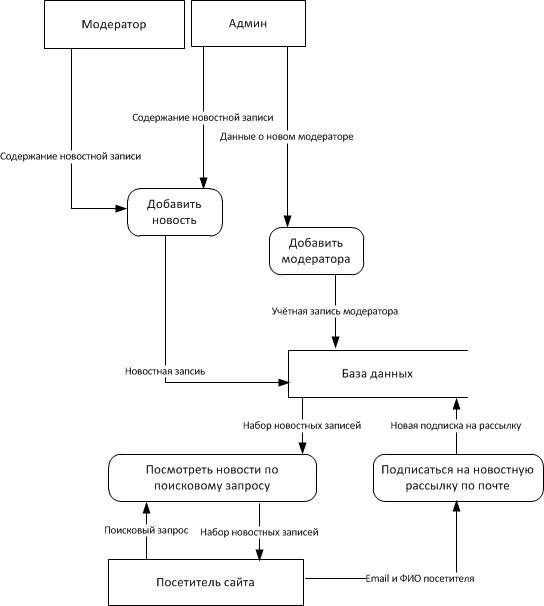 Модератор
Админ
Содержание новостной записи
Данные о новом модераторе
Содержание новостной записи
Добавить
новость
Добавить
модератора
Учётная запись модератора
Новостная запсиь
База данных
Набор новостных записей
Новая подписка на рассылку
Посмотреть новости по
поисковому запросу
Подписаться на новостную
рассылку по почте
Поисковый запрос
Набор новостных записей
Посетитель сайта
Email и ФИО посетителя